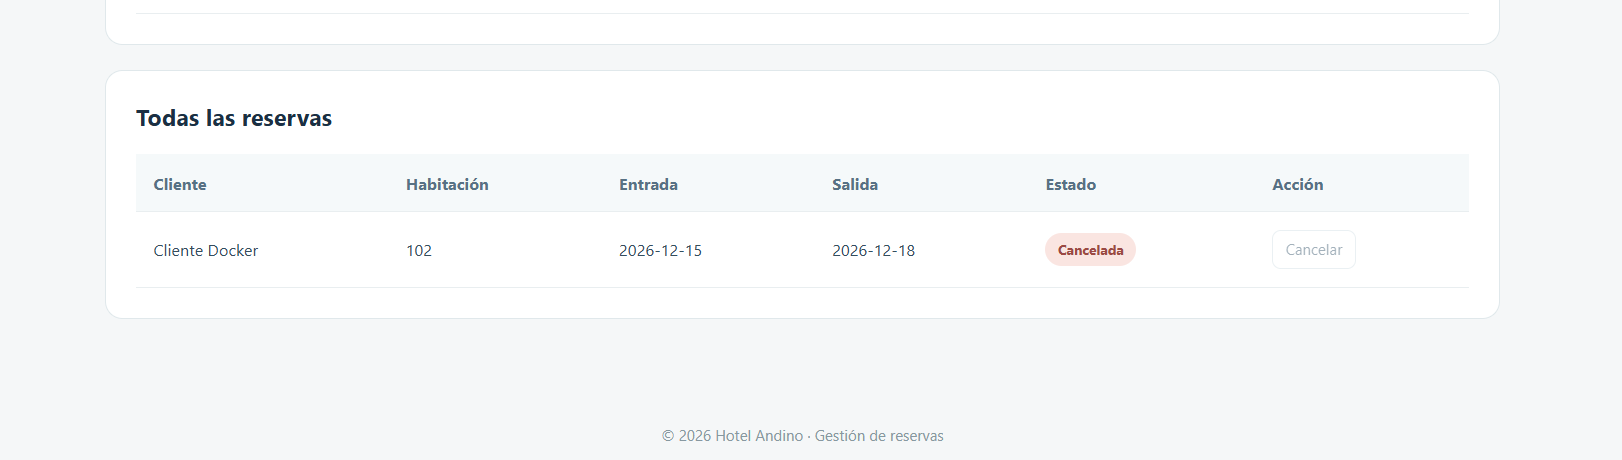 Todas las reservas
Cliente Habitación Entrada Salida Estado Acción
Cliente Docker 102 2026-12-15 2026-12-18 Cancelada Cancelar
© 2026 Hotel Andino · Gestión de reservas